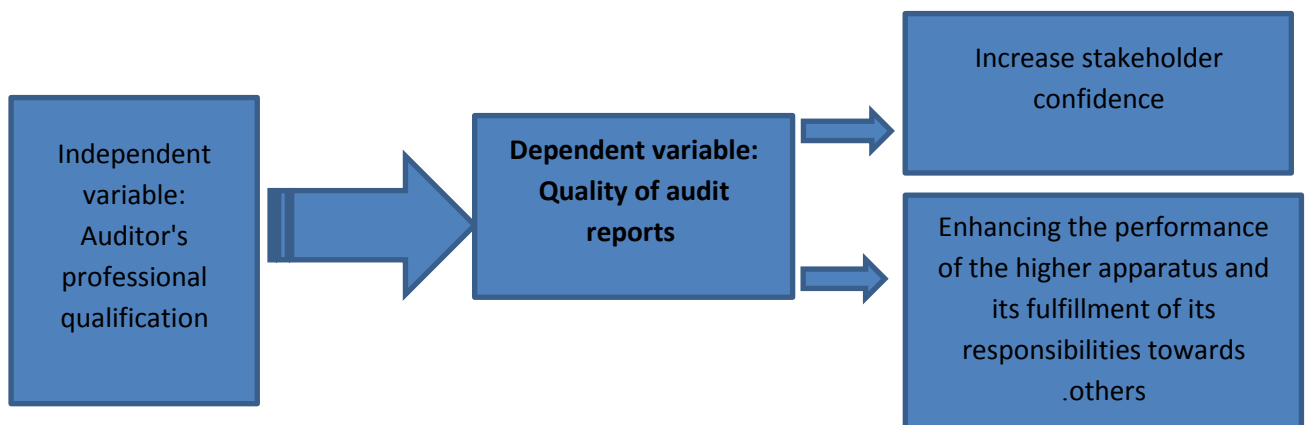 Independent
variable:
Auditor's
professional
qualification
Dependent variable:
Quality of audit
reports
Increase stakeholder
confidence
Enhancing the performance
of the higher apparatus and
its fulfillment of its
responsibilities towards
.others